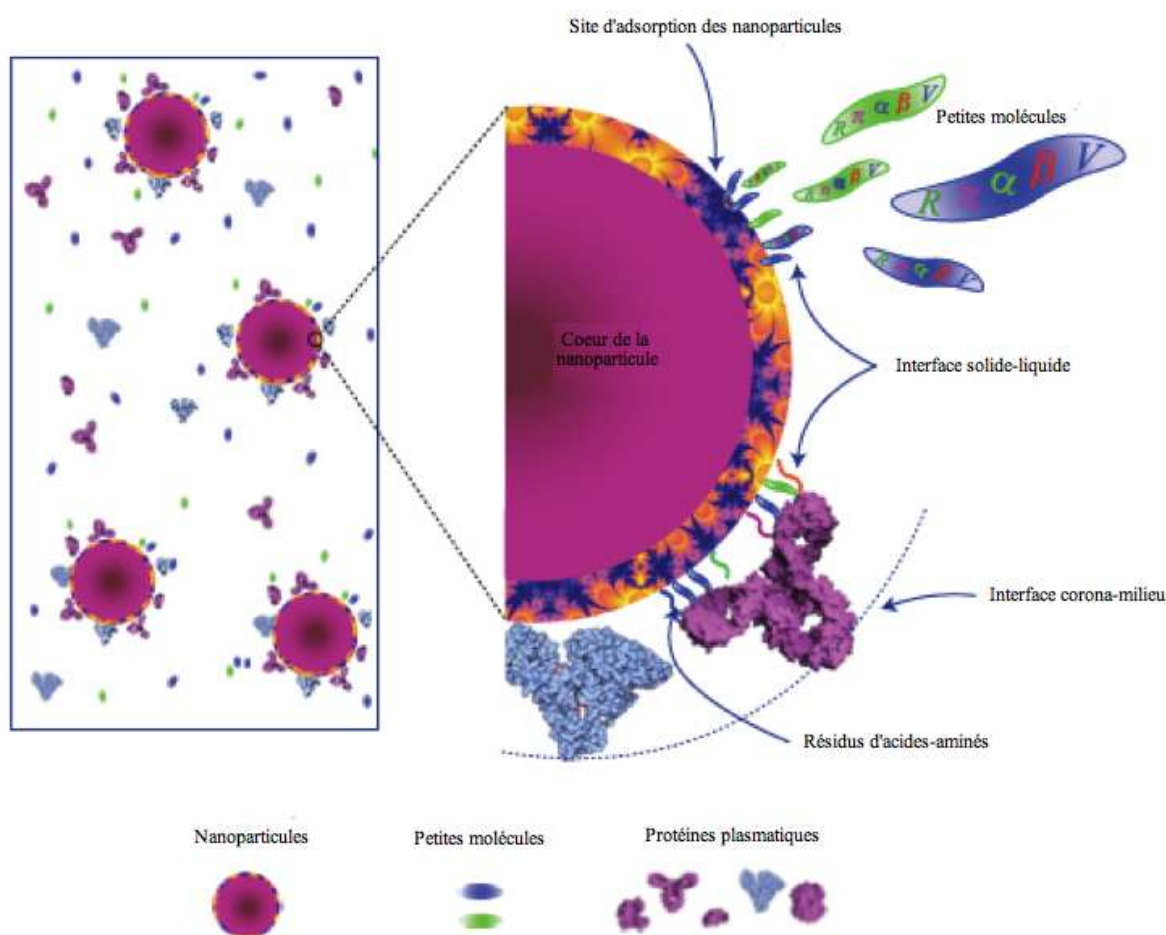 Site d'adsorption des nanoparticules
R π α β V
Petites molécules
R π α β V
R π α β V
R π α β V
Coeur de la
nanoparticule
Interface solide-liquide
Interface corona-milieu
Résidus d'acides-aminés
Nanoparticules
Petites molécules
Protéines plasmatiques